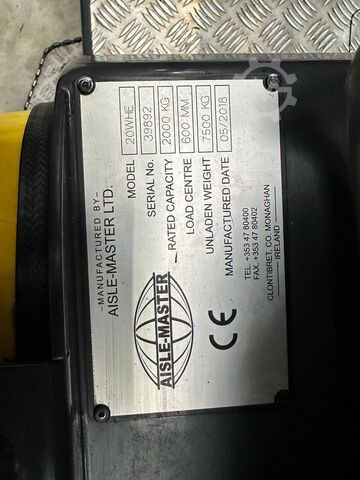 –MANUFACTURED BY–
AISLE-MASTER LTD.
MODEL 20WHE
SERIAL No. 39892
RATED CAPACITY 2000 KG
LOAD CENTRE 600 MM
UNLADEN WEIGHT 7500 KG
MANUFACTURED DATE 05/2018
AISLE-MASTER
CE
TEL. +353 47 80400
FAX. +353 47 80402
CLONTIBRET, CO. MONAGHAN
IRELAND